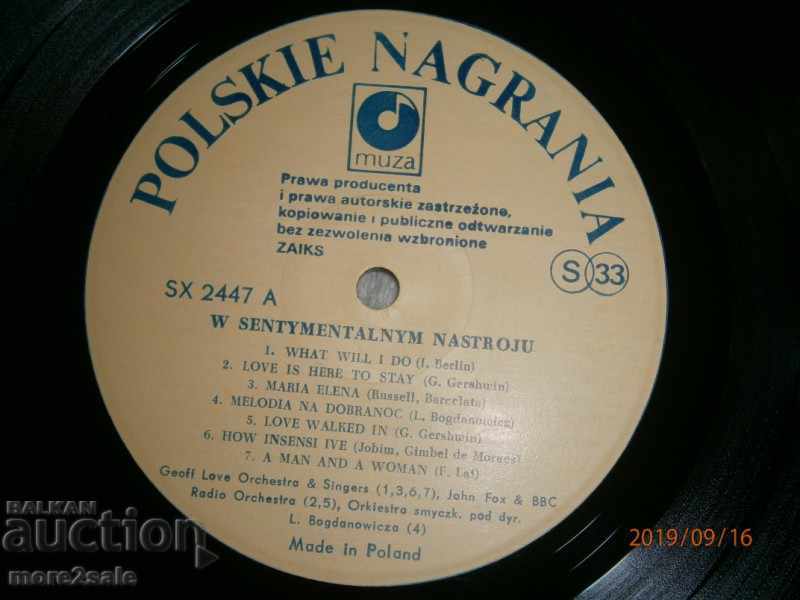 POLSKIE NAGRANIA
muza
Prawa producenta
i prawa autorskie zastrzeżone,
kopiowanie i publiczne odtwarzanie
bez zezwolenia wzbronione
ZAIKS
S 33
SX 2447 A
W SENTYMENTALNYM NASTROJU
1. WHAT WILL I DO (I. Berlin)
2. LOVE IS HERE TO STAY (G. Gershwin)
3. MARIA ELENA (Russell, Barcelata)
4. MELODIA NA DOBRANOC (L. Bogdanowicz)
5. LOVE WALKED IN (G. Gershwin)
6. HOW INSENSI IVE (Jobim, Gimbel de Moraes)
7. A MAN AND A WOMAN (F. Lai)
Geoff Love Orchestra & Singers (1,3,6,7), John Fox & BBC
Radio Orchestra (2,5), Orkiestra smyczk. pod dyr.
L. Bogdanowicza (4)
Made in Poland
BALKAN
auction
more2sale
2019/09/16